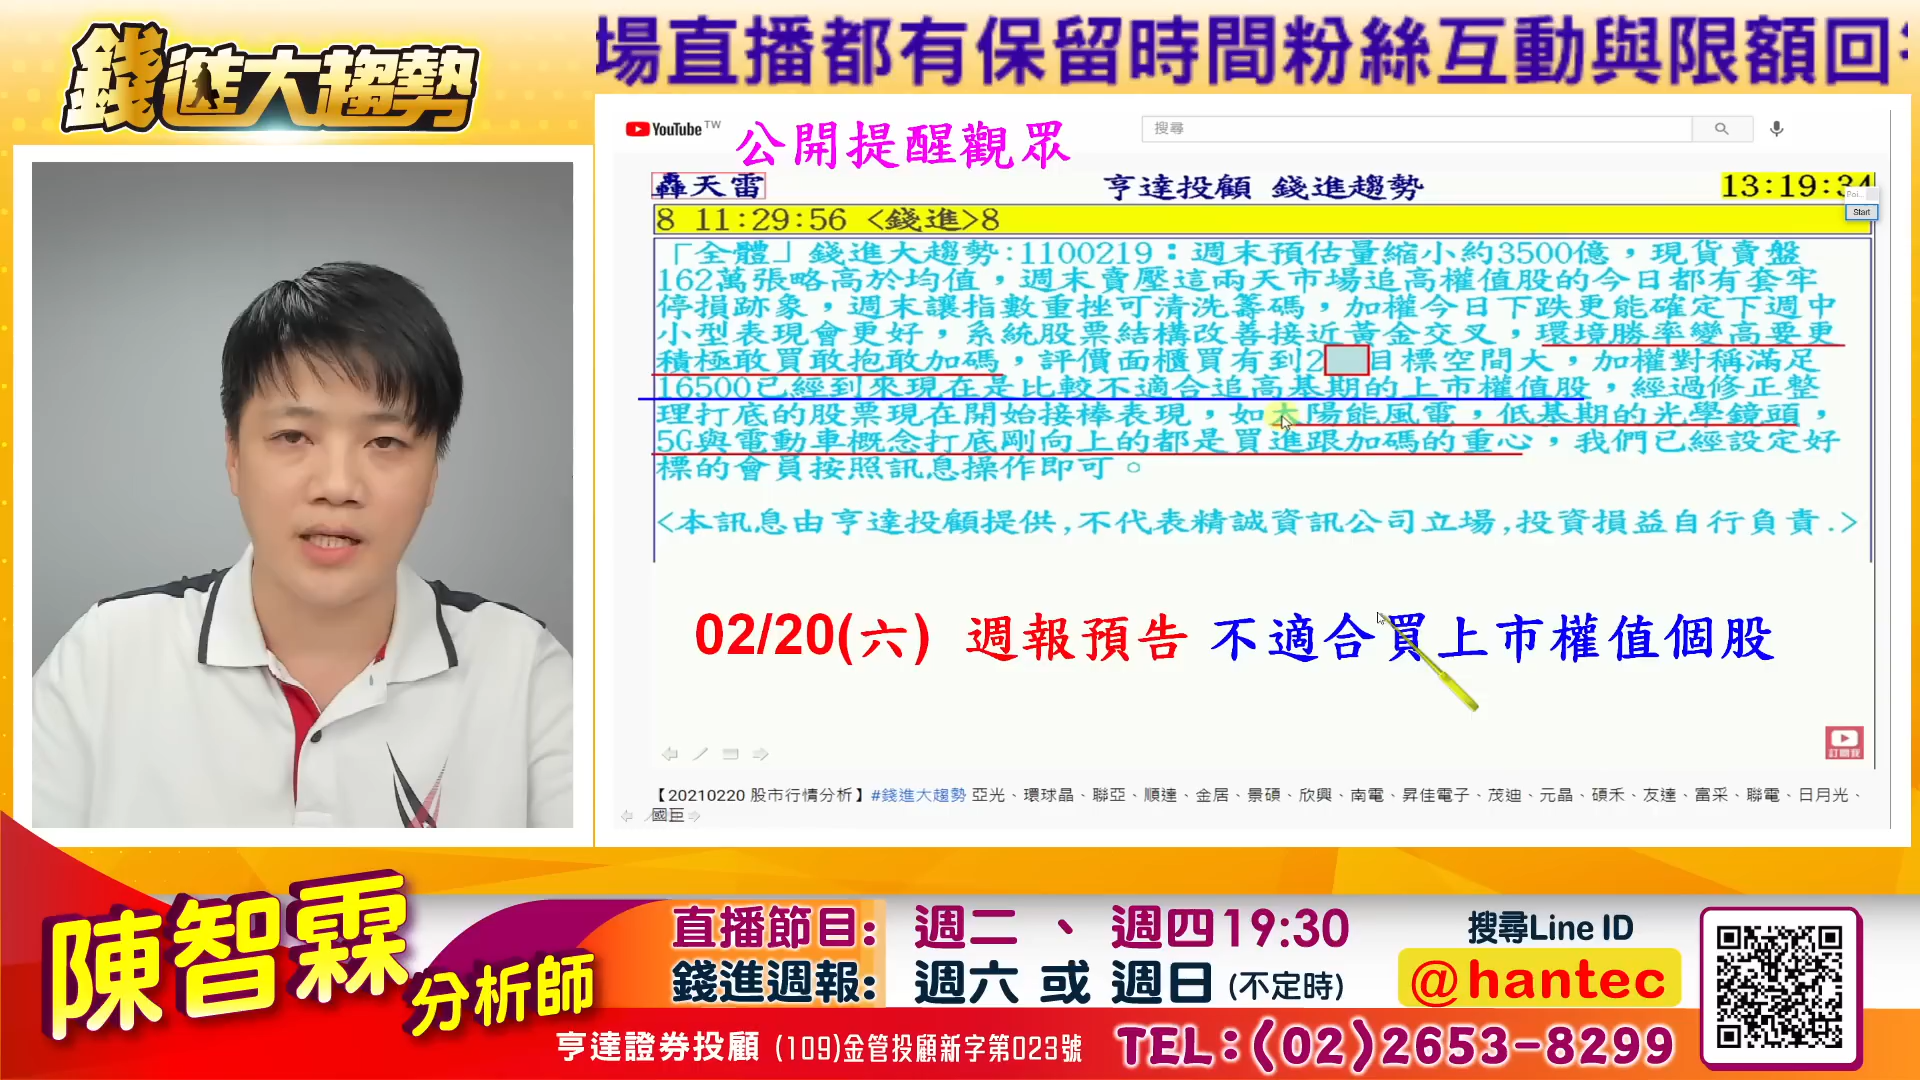 錢進大趨勢
場直播都有保留時間粉絲互動與限額回
YouTube TW
公開提醒觀眾
搜尋
轟天雷 亨達投顧 錢進趨勢 13:19:34
Start
8 11:29:56 <錢進>8
「全體」錢進大趨勢:1100219：週末預估量縮小約3500億，現貨賣盤
162萬張略高於均值，週末賣壓這兩天市場追高權值股的今日都有套牢
停損跡象，週末讓指數重挫可清洗籌碼，加權今日下跌更能確定下週中
小型表現會更好，系統股票結構改善接近黃金交叉，環境勝率變高要更
積極敢買敢抱敢加碼，評價面櫃買有到2 目標空間大，加權對稱滿足
16500已經到來現在是比較不適合追高基期的上市權值股，經過修正整
理打底的股票現在開始接棒表現，如太陽能風電，低基期的光學鏡頭，
5G與電動車概念打底剛向上的都是買進跟加碼的重心，我們已經設定好
標的會員按照訊息操作即可。
<本訊息由亨達投顧提供,不代表精誠資訊公司立場,投資損益自行負責.>
02/20(六) 週報預告 不適合買上市權值個股
訂閱我
【20210220 股市行情分析】#錢進大趨勢 亞光、環球晶、聯亞、順達、金居、景碩、欣興、南電、昇佳電子、茂迪、元晶、碩禾、友達、富采、聯電、日月光、
國巨
陳智霖 分析師
直播節目: 週二 、 週四19:30
錢進週報: 週六 或 週日 (不定時)
搜尋Line ID
@hantec
亨達證券投顧 (109)金管投顧新字第023號 TEL:(02)2653-8299